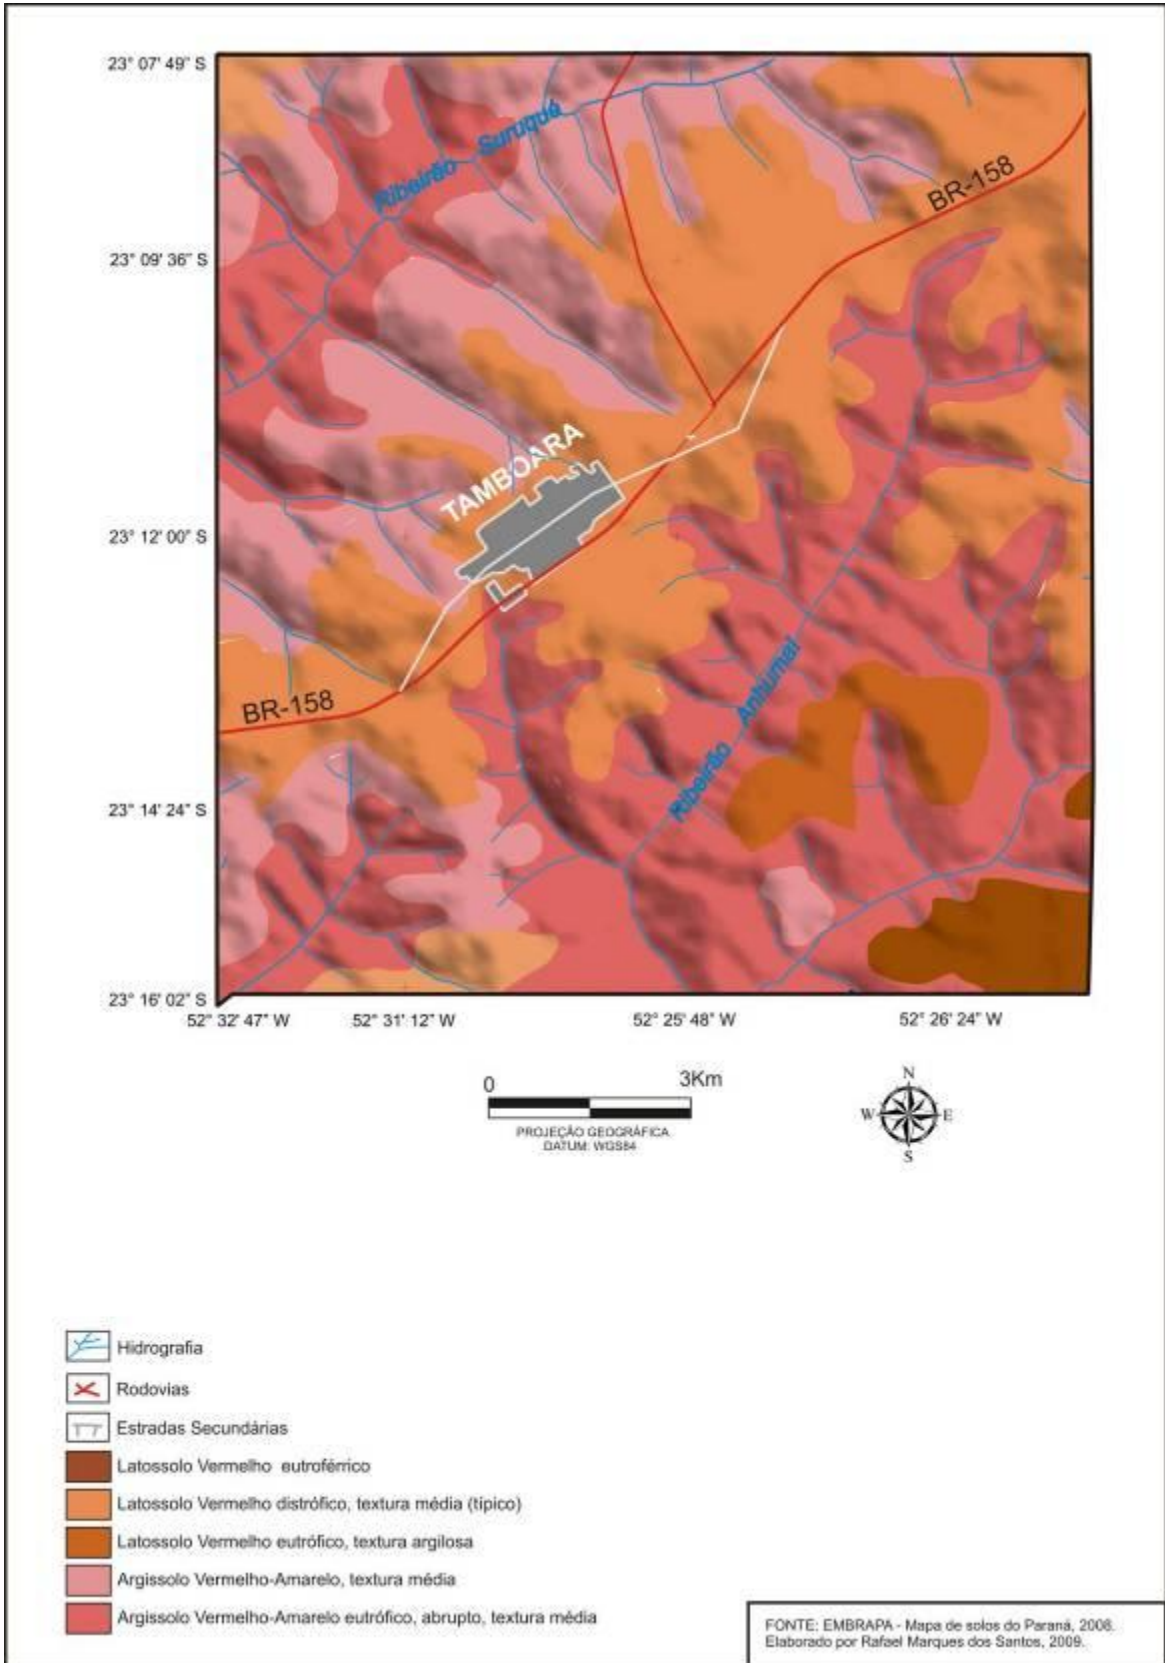 23° 07' 49" S
Ribeirão Suruquá
BR-158
23° 09' 36" S
TAMBOARA
23° 12' 00" S
Ribeirão Anhumai
BR-158
23° 14' 24" S
23° 16' 02" S
52° 32' 47" W 52° 31' 12" W 52° 25' 48" W 52° 26' 24" W
0 3Km
PROJEÇÃO GEOGRÁFICA
DATUM: WGS84
N
W E
S
Hidrografia
Rodovias
Estradas Secundárias
Latossolo Vermelho eutroférrico
Latossolo Vermelho distrófico, textura média (típico)
Latossolo Vermelho eutrófico, textura argilosa
Argissolo Vermelho-Amarelo, textura média
Argissolo Vermelho-Amarelo eutrófico, abrupto, textura média
FONTE: EMBRAPA - Mapa de solos do Paraná, 2008.
Elaborado por Rafael Marques dos Santos, 2009.